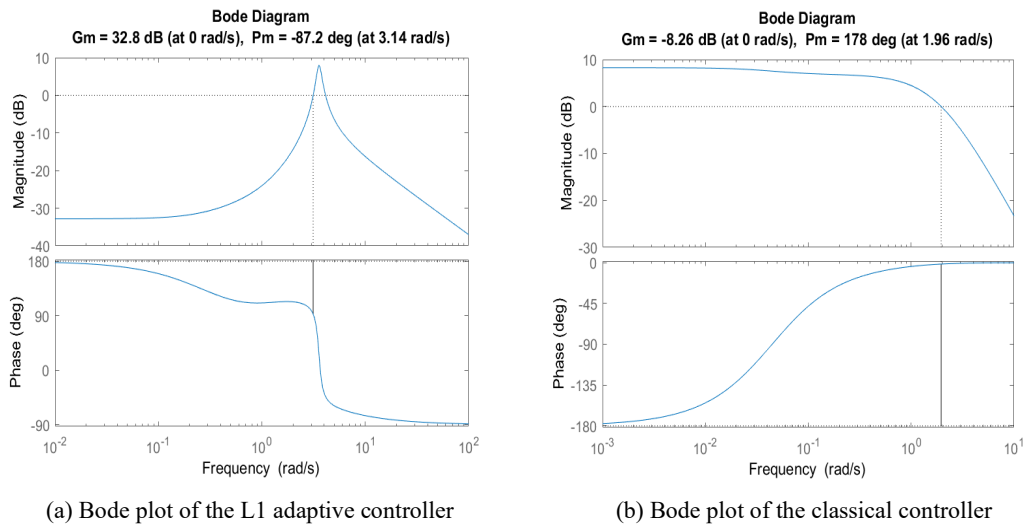 Bode Diagram
Gm = 32.8 dB (at 0 rad/s), Pm = -87.2 deg (at 3.14 rad/s)
10
0
-10
-20
-30
-40
Magnitude (dB)
180
90
0
-90
Phase (deg)
10^-2
10^-1
10^0
10^1
10^2
Frequency (rad/s)
(a) Bode plot of the L1 adaptive controller
Bode Diagram
Gm = -8.26 dB (at 0 rad/s), Pm = 178 deg (at 1.96 rad/s)
10
0
-10
-20
-30
Magnitude (dB)
0
-45
-90
-135
-180
Phase (deg)
10^-3
10^-2
10^-1
10^0
10^1
Frequency (rad/s)
(b) Bode plot of the classical controller